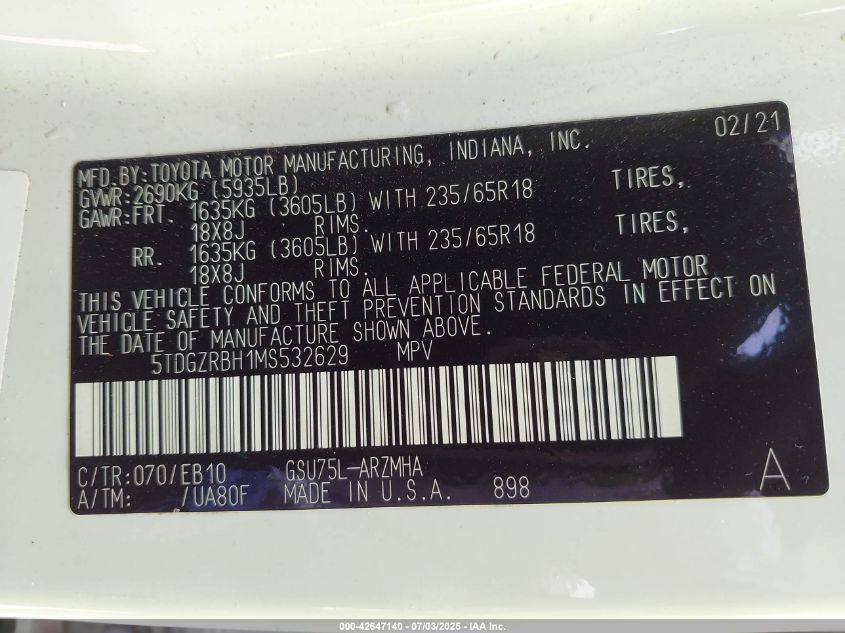 02/21
MFD.BY:TOYOTA MOTOR MANUFACTURING, INDIANA, INC.
GVWR:2690KG (5935LB)
GAWR:FRT. 1635KG (3605LB) WITH 235/65R18 TIRES,
18X8J RIMS.
RR. 1635KG (3605LB) WITH 235/65R18 TIRES,
18X8J RIMS.
THIS VEHICLE CONFORMS TO ALL APPLICABLE FEDERAL MOTOR
VEHICLE SAFETY AND THEFT PREVENTION STANDARDS IN EFFECT ON
THE DATE OF MANUFACTURE SHOWN ABOVE.
5TDGZRBH1MS532629 MPV
C/TR:070/EB10 GSU75L-ARZMHA
A/TM: /UA80F MADE IN U.S.A. 898
A
000-42647140 - 07/03/2025 - IAA Inc.